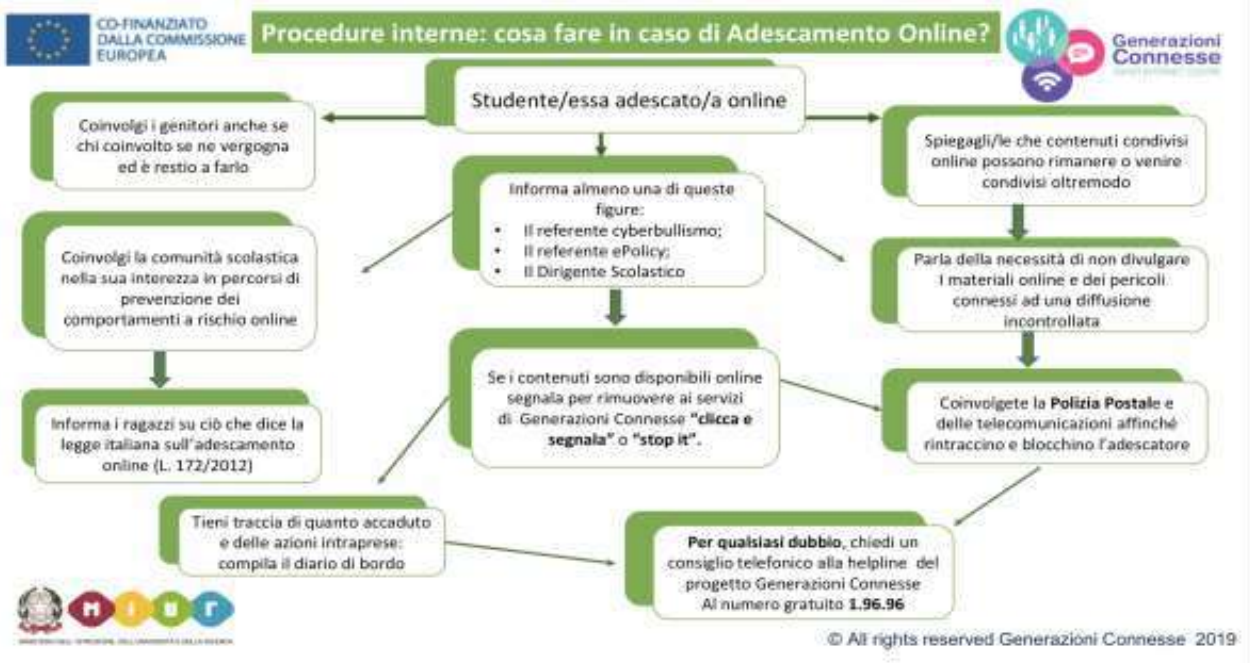 CO-FINANZIATO
DALLA COMMISSIONE
EUROPEA
Procedure interne: cosa fare in caso di Adescamento Online?
Generazioni
Connesse
Studente/essa adescato/a online
Coinvolgi i genitori anche se
chi coinvolto se ne vergogna
ed è restio a farlo
Spiegagli/le che contenuti condivisi
online possono rimanere o venire
condivisi oltremodo
Informa almeno una di queste
figure:
• Il referente cyberbullismo;
• Il referente ePolicy;
• Il Dirigente Scolastico
Coinvolgi la comunità scolastica
nella sua interezza in percorsi di
prevenzione dei
comportamenti a rischio online
Parla della necessità di non divulgare
I materiali online e dei pericoli
connessi ad una diffusione
incontrollata
Se i contenuti sono disponibili online
segnala per rimuovere ai servizi
di Generazioni Connesse "clicca e
segnala" o "stop it".
Coinvolgete la Polizia Postale e
delle telecomunicazioni affinché
rintraccino e blocchino l'adescatore
Informa i ragazzi su ciò che dice la
legge italiana sull'adescamento
online (L. 172/2012)
Tieni traccia di quanto accaduto
e delle azioni intraprese:
compila il diario di bordo
Per qualsiasi dubbio, chiedi un
consiglio telefonico alla helpline del
progetto Generazioni Connesse
Al numero gratuito 1.96.96
MIUR
© All rights reserved Generazioni Connesse 2019